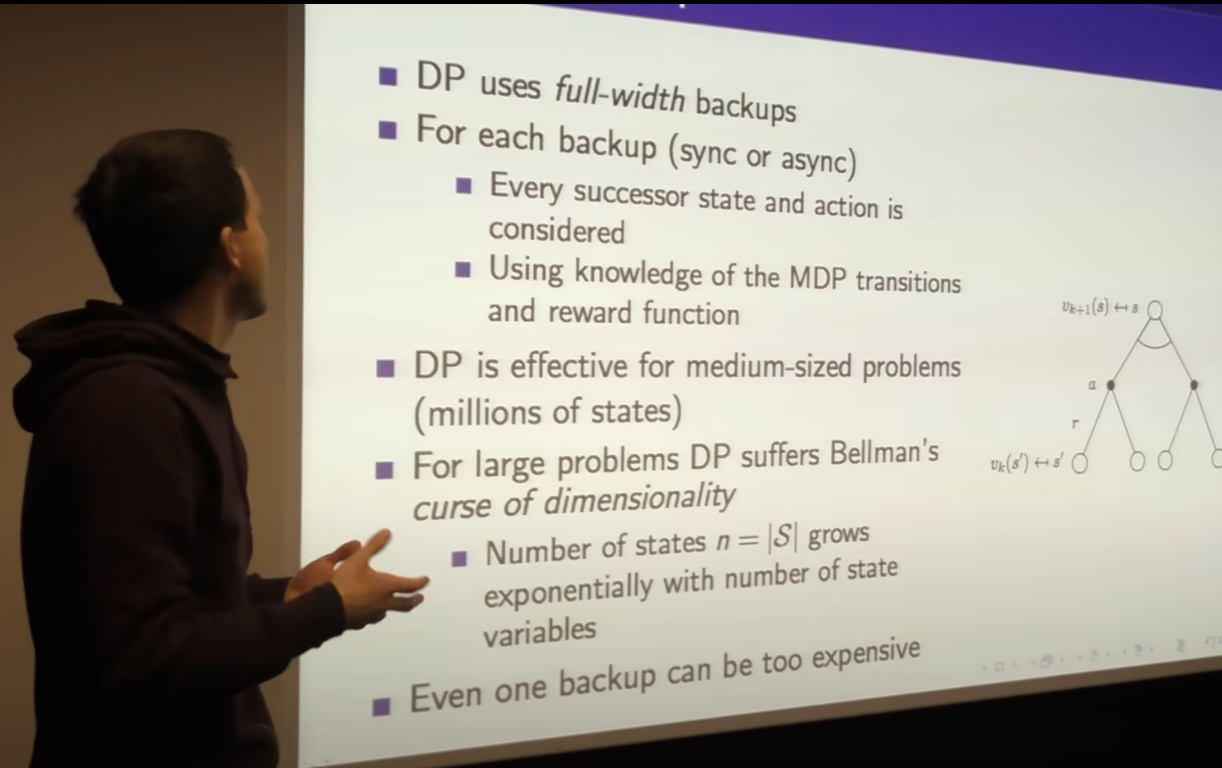 DP uses full-width backups
For each backup (sync or async)
Every successor state and action is
considered
Using knowledge of the MDP transitions
and reward function
DP is effective for medium-sized problems
(millions of states)
For large problems DP suffers Bellman's
curse of dimensionality
Number of states n = |S| grows
exponentially with number of state
variables
Even one backup can be too expensive
v_{k+1}(s) ↤ s
a
r
v_k(s') ↤ s'